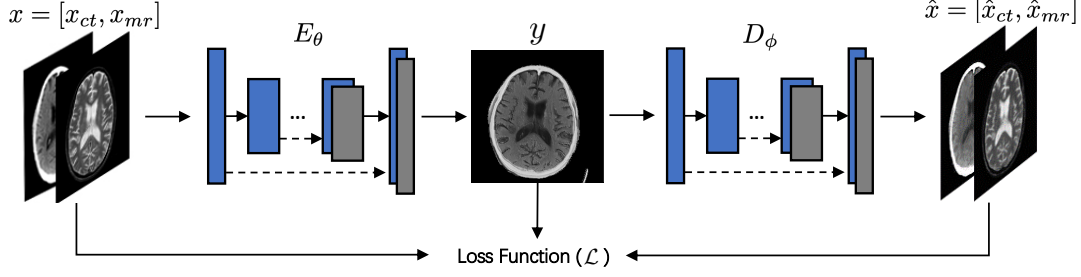 x = [x_ct, x_mr]
E_θ
y
D_ϕ
x̂ = [x̂_ct, x̂_mr]
...
...
Loss Function (ℒ)